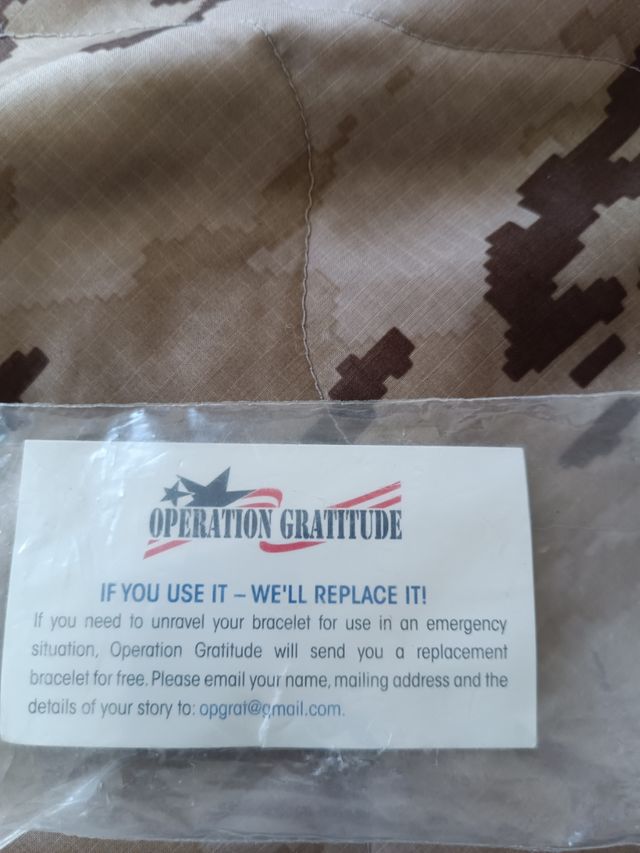 OPERATION GRATITUDE
IF YOU USE IT – WE'LL REPLACE IT!
If you need to unravel your bracelet for use in an emergency
situation, Operation Gratitude will send you a replacement
bracelet for free. Please email your name, mailing address and the
details of your story to: opgrat@gmail.com.